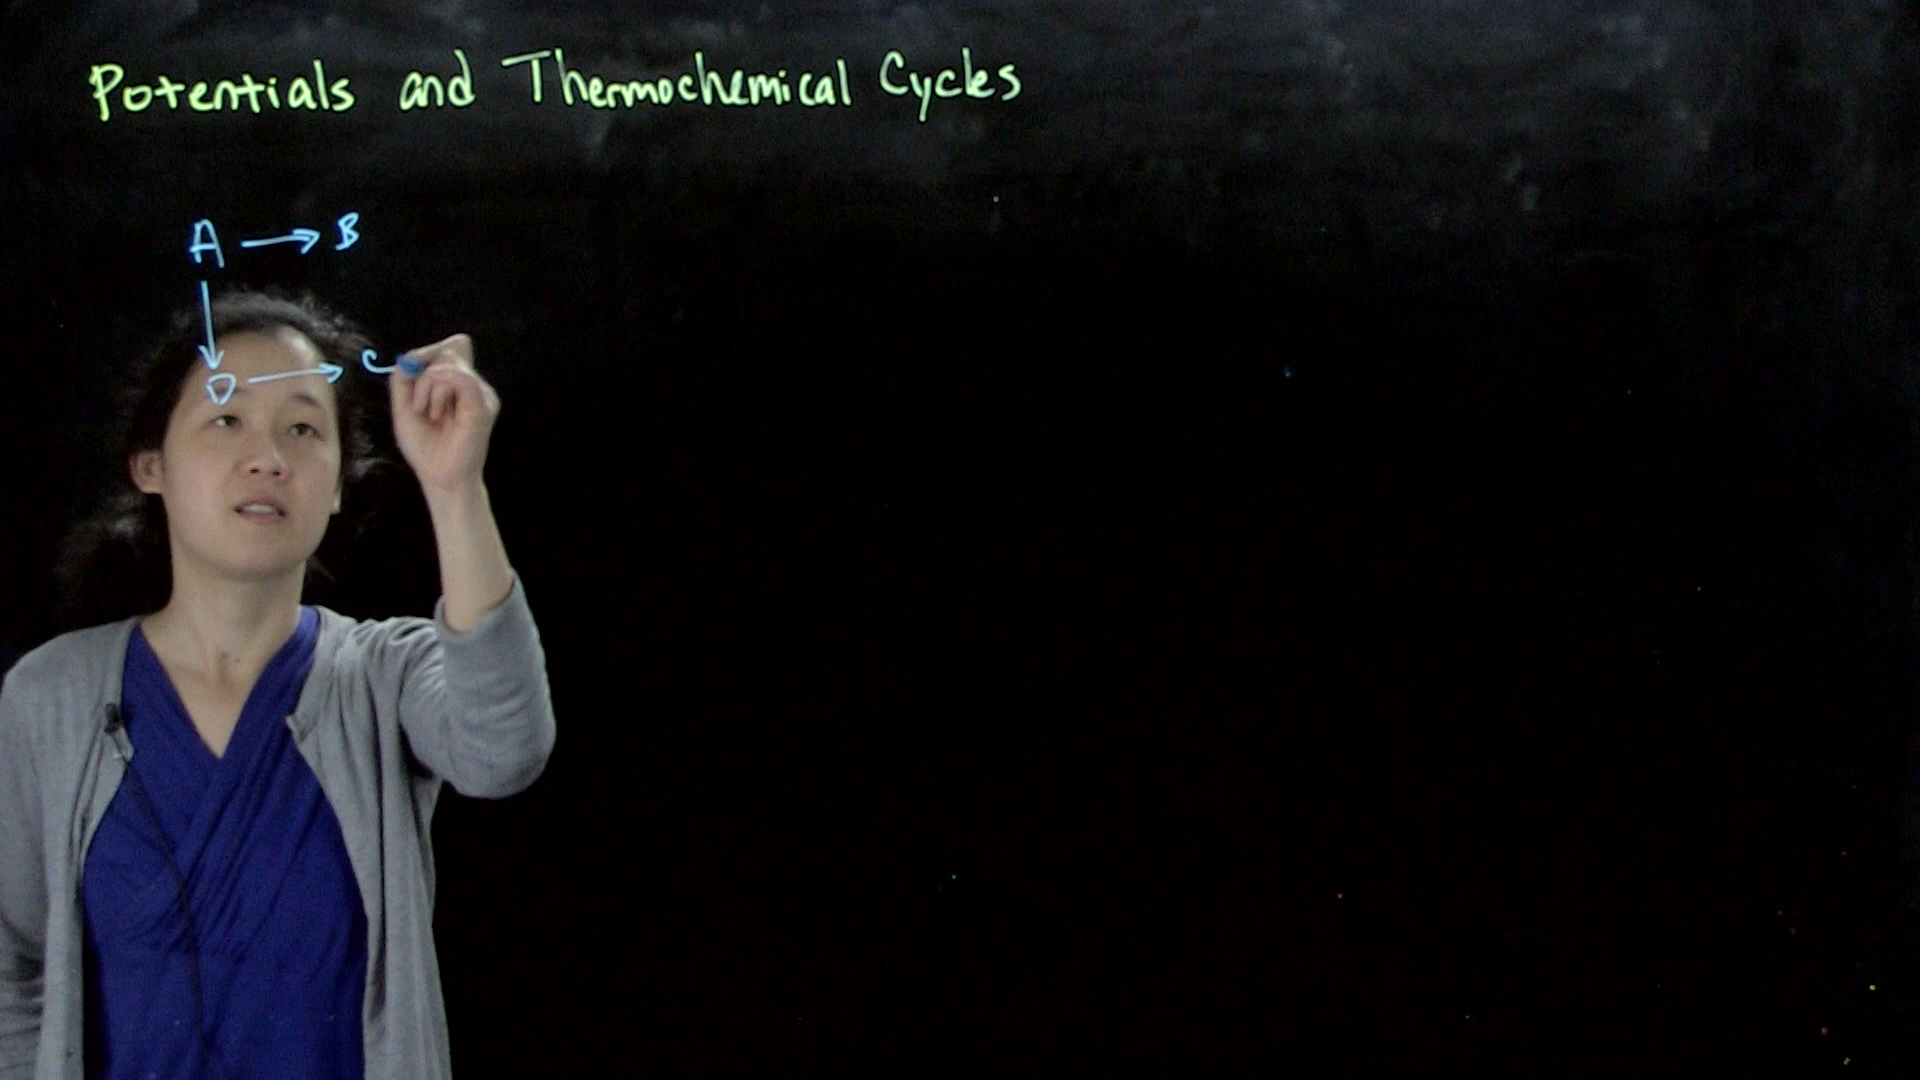 Potentials and Thermochemical Cycles
A → B
↓
D → C